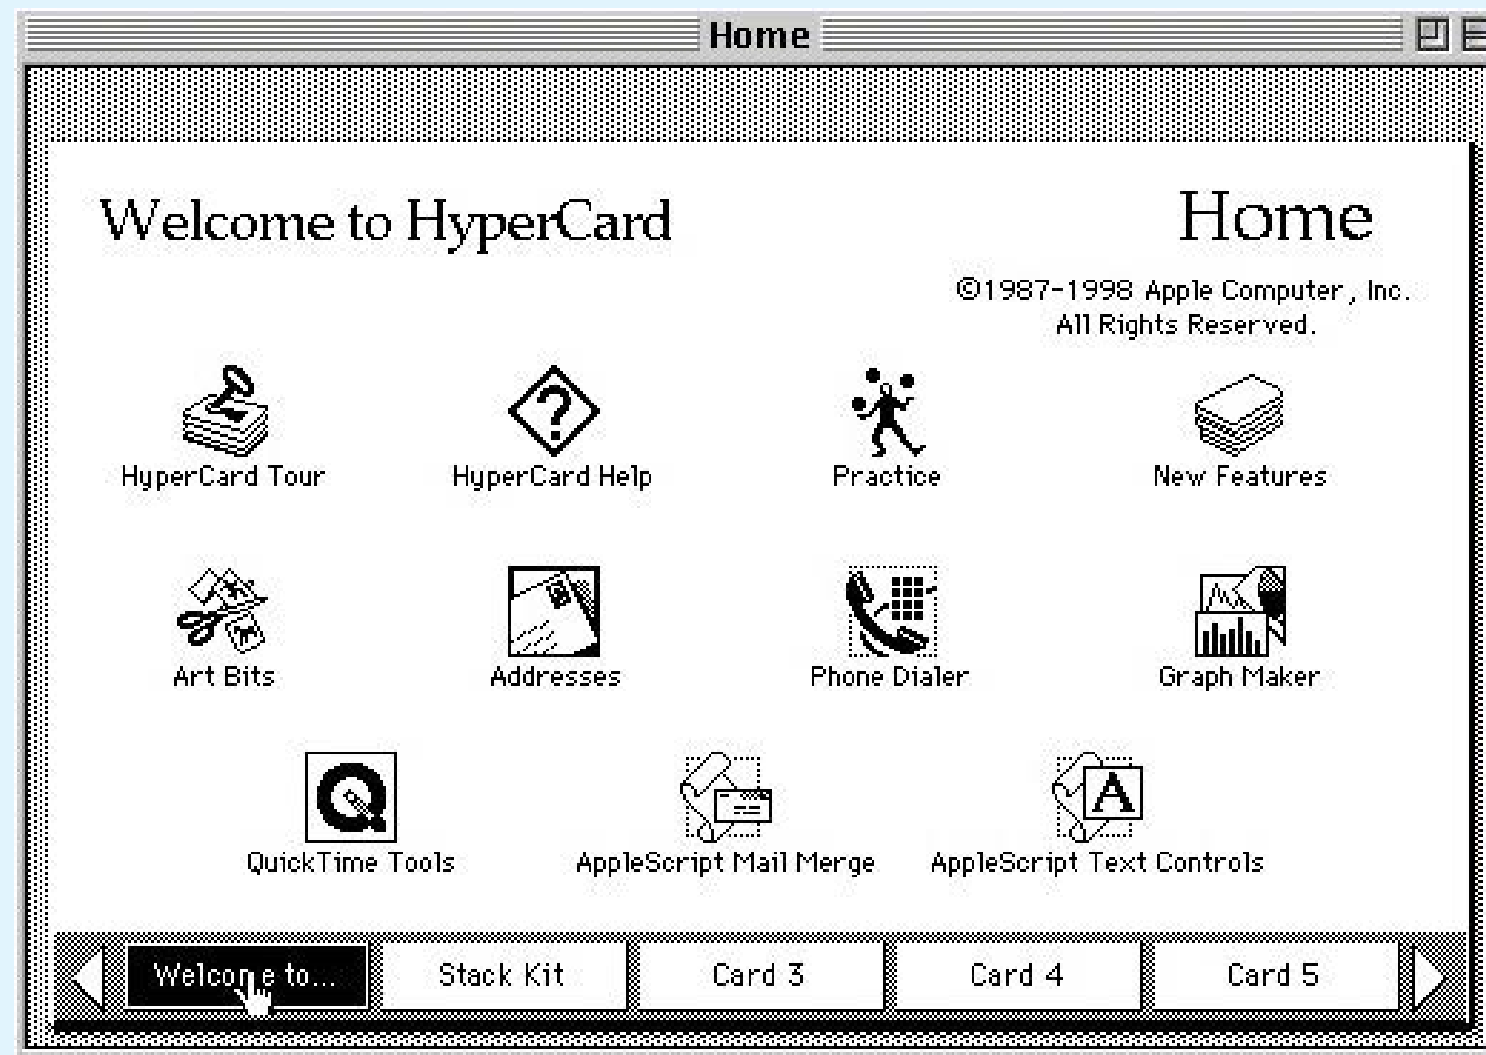 Home
Welcome to HyperCard
Home
©1987-1998 Apple Computer, Inc.
All Rights Reserved.
HyperCard Tour
HyperCard Help
Practice
New Features
Art Bits
Addresses
Phone Dialer
Graph Maker
QuickTime Tools
AppleScript Mail Merge
AppleScript Text Controls
Welcome to...
Stack Kit
Card 3
Card 4
Card 5